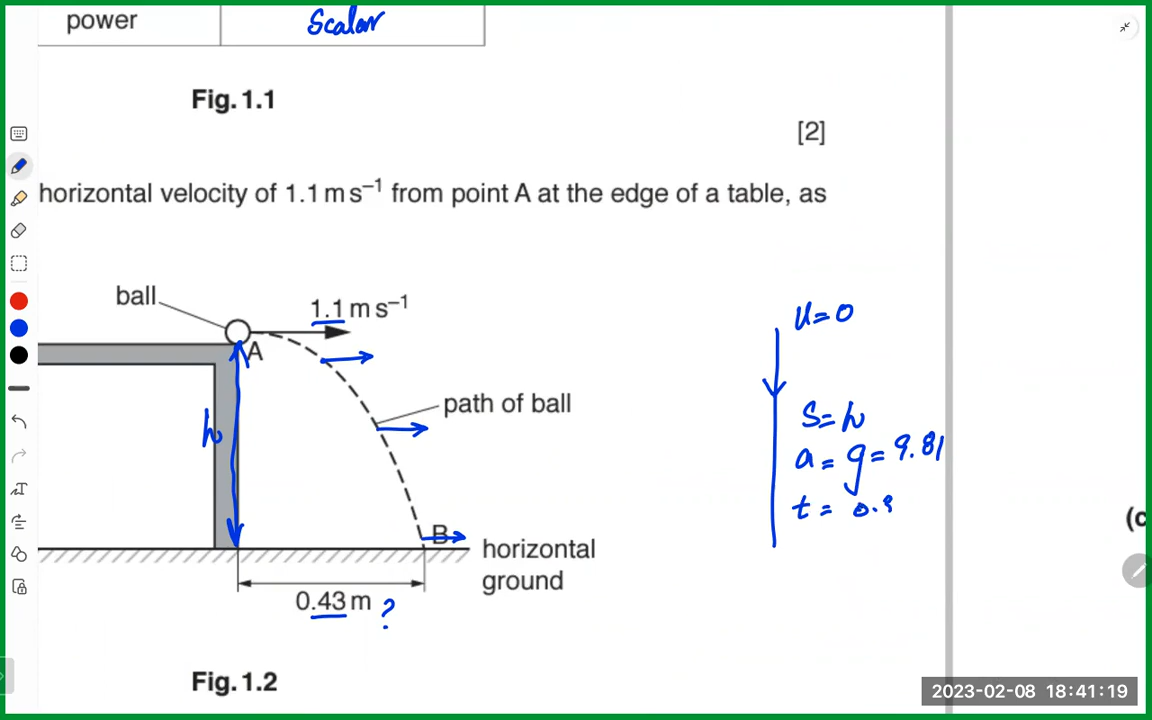 power Scalar
Fig. 1.1
[2]
horizontal velocity of 1.1 m s⁻¹ from point A at the edge of a table, as
ball
1.1 m s⁻¹
A
u = 0
path of ball
h
s = h
a = g = 9.81
t = 0.
B
horizontal
ground
0.43 m ?
(c
Fig. 1.2
2023-02-08 18:41:19